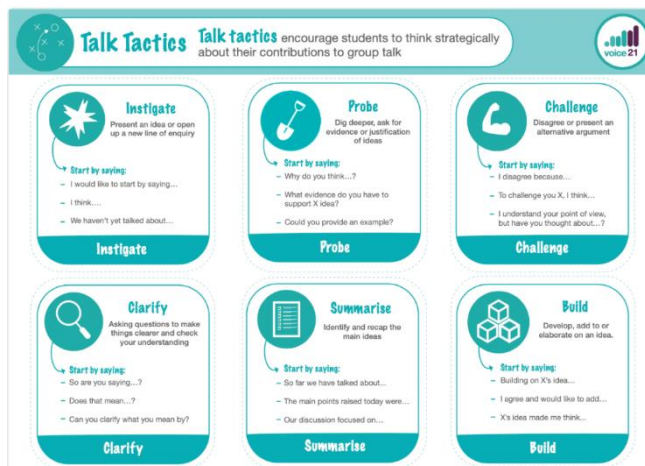 Talk Tactics
Talk tactics encourage students to think strategically
about their contributions to group talk
voice 21
Instigate
Present an idea or open
up a new line of enquiry
Start by saying:
– I would like to start by saying...
– I think....
– We haven't yet talked about...
Instigate
Probe
Dig deeper, ask for
evidence or justification
of ideas
Start by saying:
– Why do you think...?
– What evidence do you have to
support X idea?
– Could you provide an example?
Probe
Challenge
Disagree or present an
alternative argument
Start by saying:
– I disagree because...
– To challenge you X, I think...
– I understand your point of view,
but have you thought about...?
Challenge
Clarify
Asking questions to make
things clearer and check
your understanding
Start by saying:
– So are you saying...?
– Does that mean...?
– Can you clarify what you mean by?
Clarify
Summarise
Identify and recap the
main ideas
Start by saying:
– So far we have talked about...
– The main points raised today were...
– Our discussion focused on...
Summarise
Build
Develop, add to or
elaborate on an idea.
Start by saying:
– Building on X's idea...
– I agree and would like to add...
– X's idea made me think...
Build